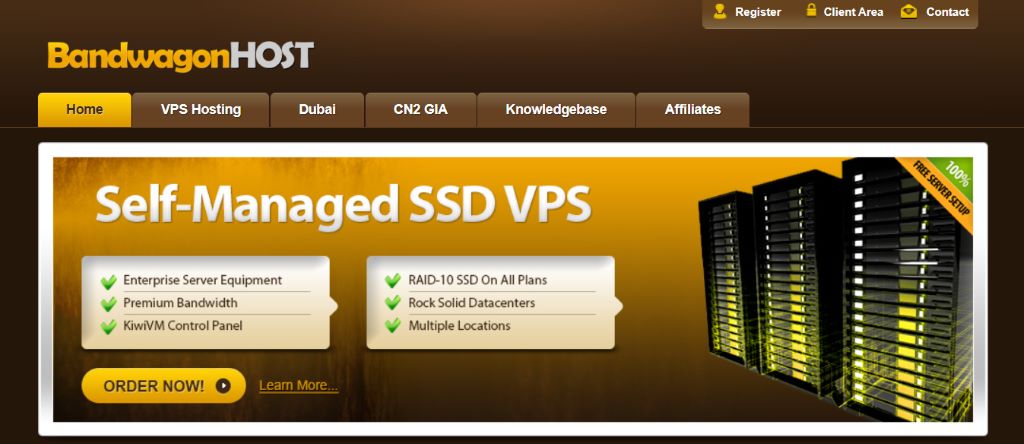 Register Client Area Contact
BandwagonHOST
Home VPS Hosting Dubai CN2 GIA Knowledgebase Affiliates
100%
FREE SERVER SETUP
Self-Managed SSD VPS
Enterprise Server Equipment
Premium Bandwidth
KiwiVM Control Panel
RAID-10 SSD On All Plans
Rock Solid Datacenters
Multiple Locations
ORDER NOW! Learn More...